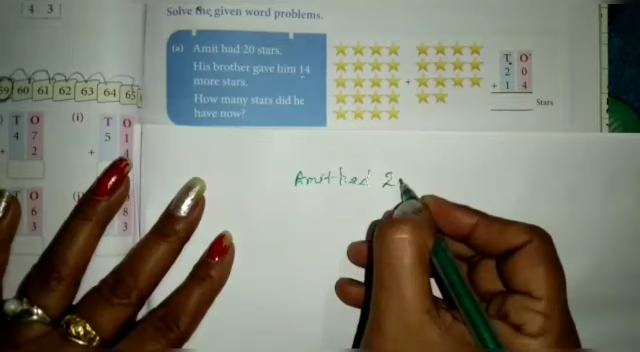 4 3
Solve the given word problems.
(a) Amit had 20 stars.
His brother gave him 14
more stars.
How many stars did he
have now?
+
T O
2 0
+ 1 4
Stars
59 60 61 62 63 64 65
T O
4 7
+ 2
(i)
T O
5 1
+ 4
O
6
3
8
3
Amit had 2